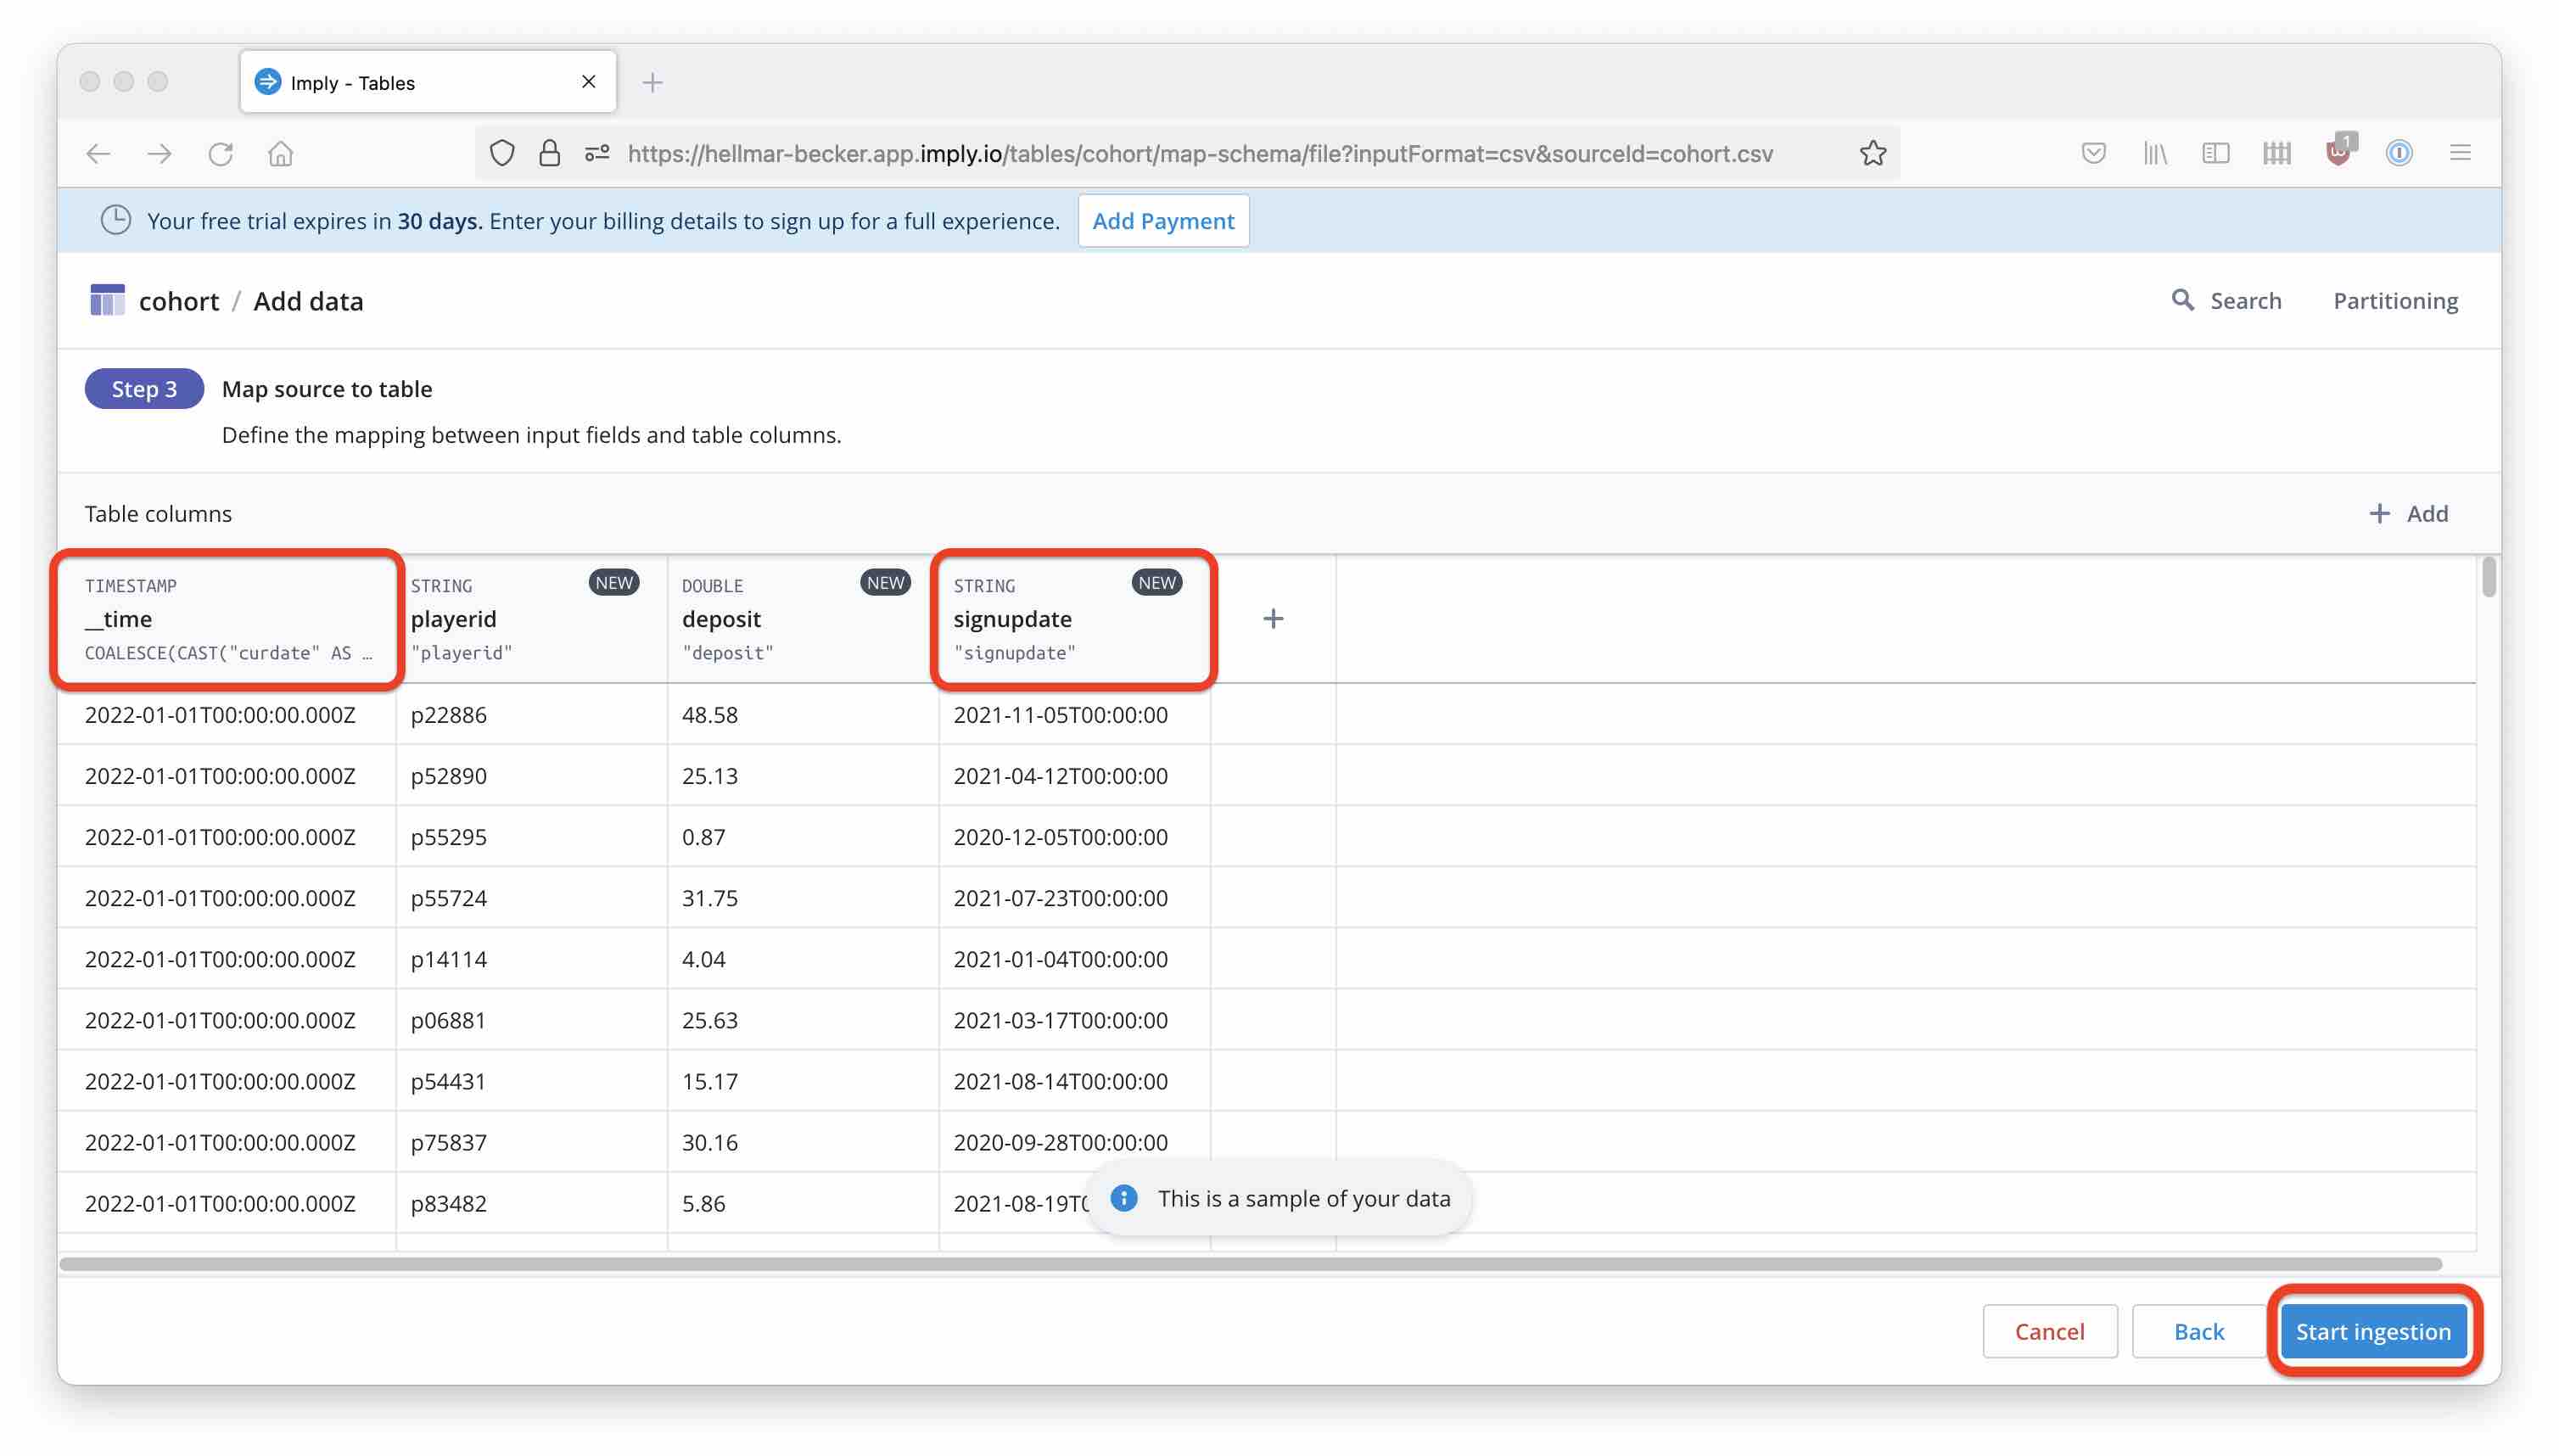 Imply - Tables
https://hellmar-becker.app.imply.io/tables/cohort/map-schema/file?inputFormat=csv&sourceId=cohort.csv
1
Your free trial expires in 30 days. Enter your billing details to sign up for a full experience. Add Payment
cohort / Add data Search Partitioning
Step 3 Map source to table
Define the mapping between input fields and table columns.
Table columns + Add
TIMESTAMP STRING NEW DOUBLE NEW STRING NEW
__time playerid deposit signupdate +
COALESCE(CAST("curdate" AS … "playerid" "deposit" "signupdate"
2022-01-01T00:00:00.000Z p22886 48.58 2021-11-05T00:00:00
2022-01-01T00:00:00.000Z p52890 25.13 2021-04-12T00:00:00
2022-01-01T00:00:00.000Z p55295 0.87 2020-12-05T00:00:00
2022-01-01T00:00:00.000Z p55724 31.75 2021-07-23T00:00:00
2022-01-01T00:00:00.000Z p14114 4.04 2021-01-04T00:00:00
2022-01-01T00:00:00.000Z p06881 25.63 2021-03-17T00:00:00
2022-01-01T00:00:00.000Z p54431 15.17 2021-08-14T00:00:00
2022-01-01T00:00:00.000Z p75837 30.16 2020-09-28T00:00:00
2022-01-01T00:00:00.000Z p83482 5.86 2021-08-19T0
This is a sample of your data
Cancel Back Start ingestion